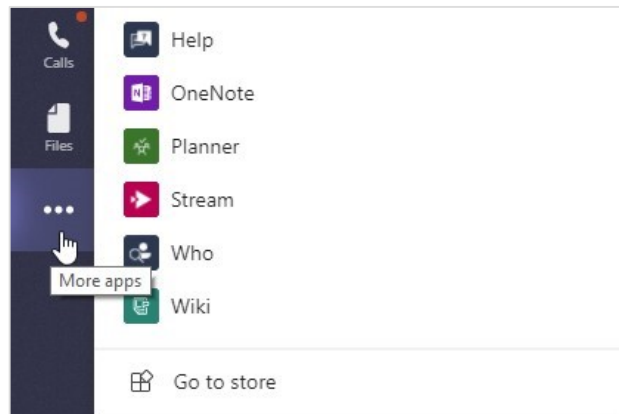 Calls
Files
More apps
Help
OneNote
Planner
Stream
Who
Wiki
Go to store